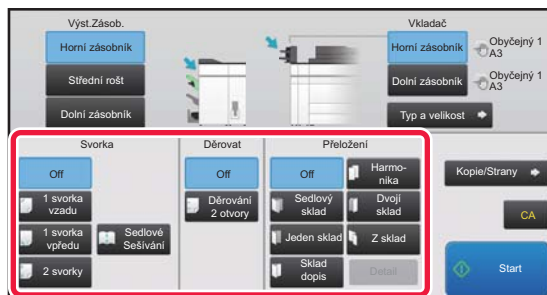 Výst.Zásob.
Horní zásobník
Střední rošt
Dolní zásobník
Vkladač
Horní zásobník
Obyčejný 1
A3
Dolní zásobník
Obyčejný 1
A3
Typ a velikost
Svorka
Off
1 svorka
vzadu
1 svorka
vpředu
Sedlové
Sešívání
2 svorky
Děrovat
Off
Děrování
2 otvory
Přeložení
Off
Harmo-
nika
Sedlový
sklad
Dvojí
sklad
Jeden sklad
Z sklad
Sklad
dopis
Detail
Kopie/Strany
CA
Start